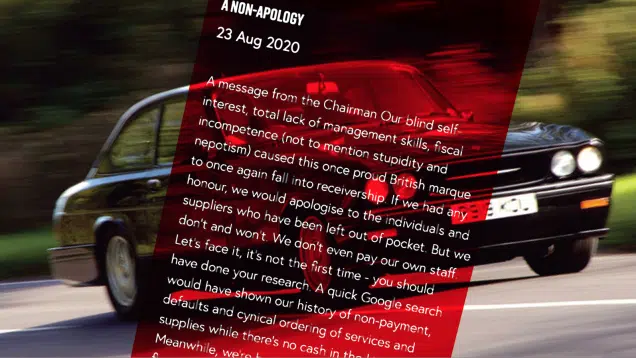 A NON-APOLOGY
23 Aug 2020
A message from the Chairman Our blind self-
interest, total lack of management skills, fiscal
incompetence (not to mention stupidity and
nepotism) caused this once proud British marque
to once again fall into receivership. If we had any
honour, we would apologise to the individuals and
suppliers who have been left out of pocket. But we
don't and won't. We don't even pay our own staff.
Let's face it, it's not the first time - you should
have done your research. A quick Google search
would have shown our history of non-payment,
defaults and cynical ordering of services and
supplies while there's no cash in the
Meanwhile, we're